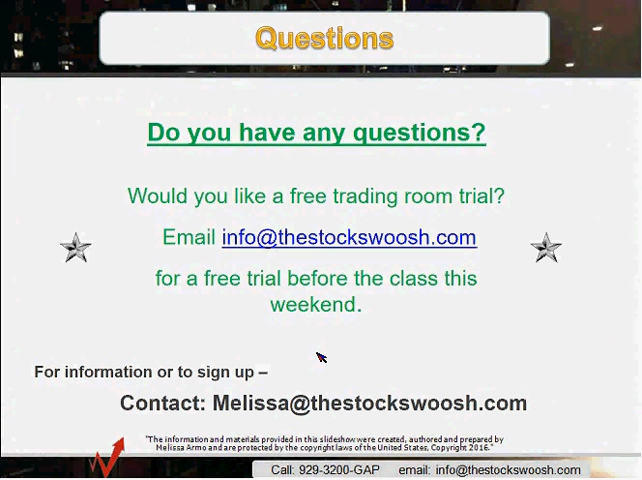 Questions
Do you have any questions?
Would you like a free trading room trial?
Email info@thestockswoosh.com
for a free trial before the class this
weekend.
For information or to sign up –
Contact: Melissa@thestockswoosh.com
"The information and materials provided in this slideshow were created, authored and prepared by
Melissa Armo and are protected by the copyright laws of the United States, Copyright 2016."
Call: 929-3200-GAP email: info@thestockswoosh.com